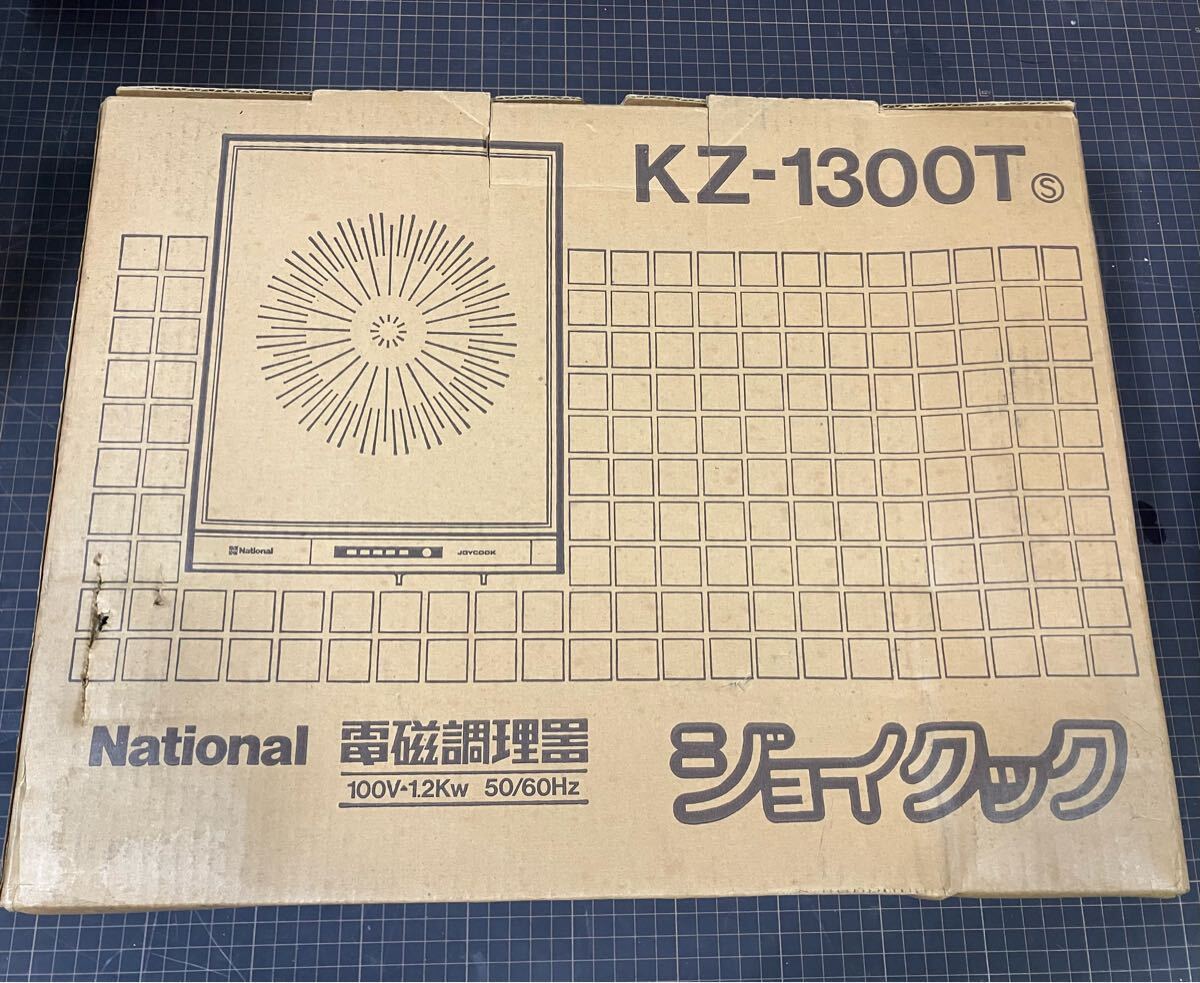 KZ-1300T Ⓢ
National JOYCOOK
National 電磁調理器
100V-1.2Kw 50/60Hz
ジョイクック